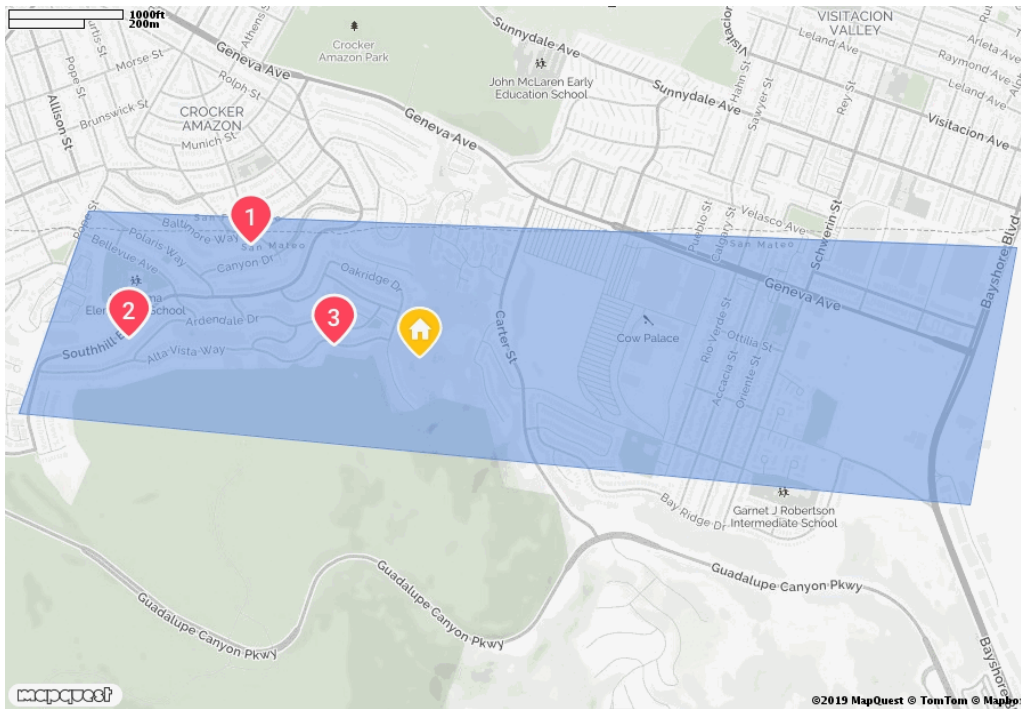 1000ft
200m
Curtis St
Athens St
Crocker
Amazon Park
Sunnydale Ave
VISITACION
VALLEY
Leland Ave
Arleta Ave
Raymond Ave
Leland Ave
Pope St
Morse St
Geneva Ave
Rolph St
John McLaren Early
Education School
Hahn St
Sunnydale Ave
Sawyer St
Rey St
Visitacion Ave
Allison St
Brunswick St
CROCKER
AMAZON
Munich St
Geneva Ave
1
Baltimore Way
San Mateo
Polaris Way
Bellevue Ave
Canyon Dr
Oakridge Dr
Pueblo St
Calgary St
Velasco Ave
San Mateo
Schwerin St
Bayshore Blvd
Geneva Ave
2
School
3
Southhill
Ardendale Dr
Alta Vista Way
Carter St
Cow Palace
Rio Verde St
Ottilia St
Accacia St
Oriente St
Bay Ridge Dr
Garnet J Robertson
Intermediate School
Guadalupe Canyon Pkwy
Guadalupe Canyon Pkwy
Guadalupe Canyon Pkwy
Bayshore
mapquest
©2019 MapQuest © TomTom © Mapbo